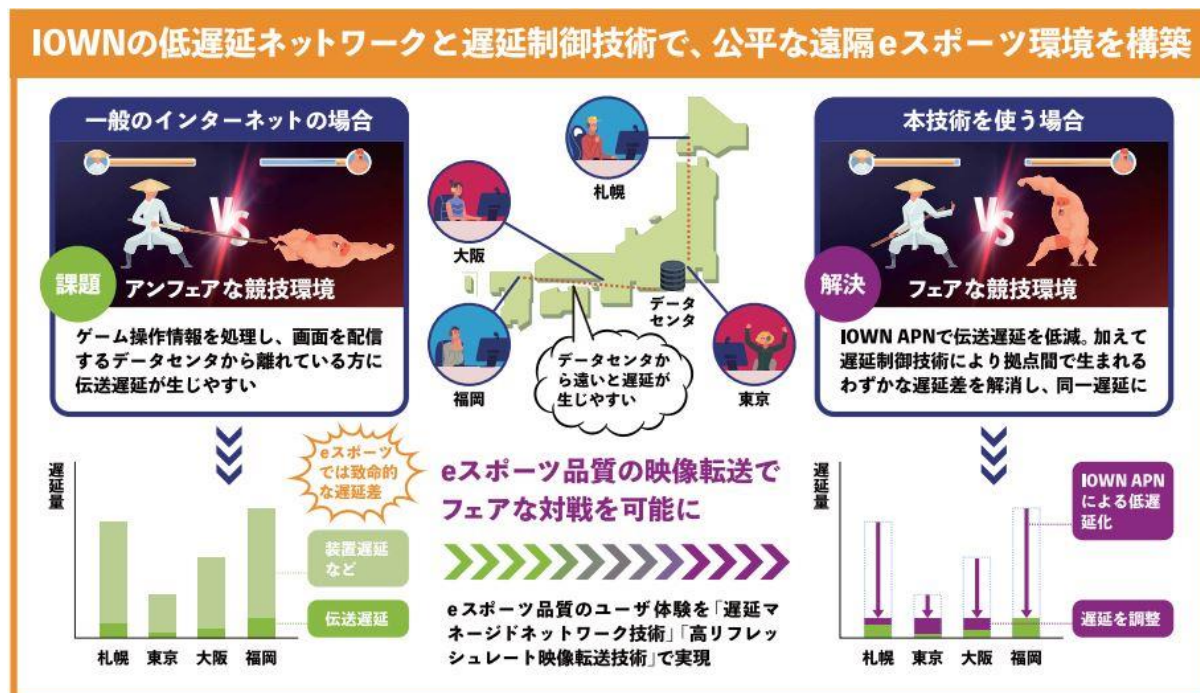 IOWNの低遅延ネットワークと遅延制御技術で、公平な遠隔eスポーツ環境を構築
一般のインターネットの場合
VS
課題
アンフェアな競技環境
ゲーム操作情報を処理し、画面を配信
するデータセンタから離れている方に
伝送遅延が生じやすい
札幌
大阪
福岡
データ
センタ
東京
データセンタか
ら遠いと遅延が
生じやすい
本技術を使う場合
VS
解決
フェアな競技環境
IOWN APNで伝送遅延を低減。加えて
遅延制御技術により拠点間で生まれる
わずかな遅延差を解消し、同一遅延に
遅延量
eスポーツ
では致命的
な遅延差
装置遅延
など
伝送遅延
札幌 東京 大阪 福岡
eスポーツ品質の映像転送で
フェアな対戦を可能に
eスポーツ品質のユーザ体験を「遅延マ
ネージドネットワーク技術」「高リフレッ
シュレート映像転送技術」で実現
遅延量
IOWN APN
による低遅
延化
遅延を調整
札幌 東京 大阪 福岡